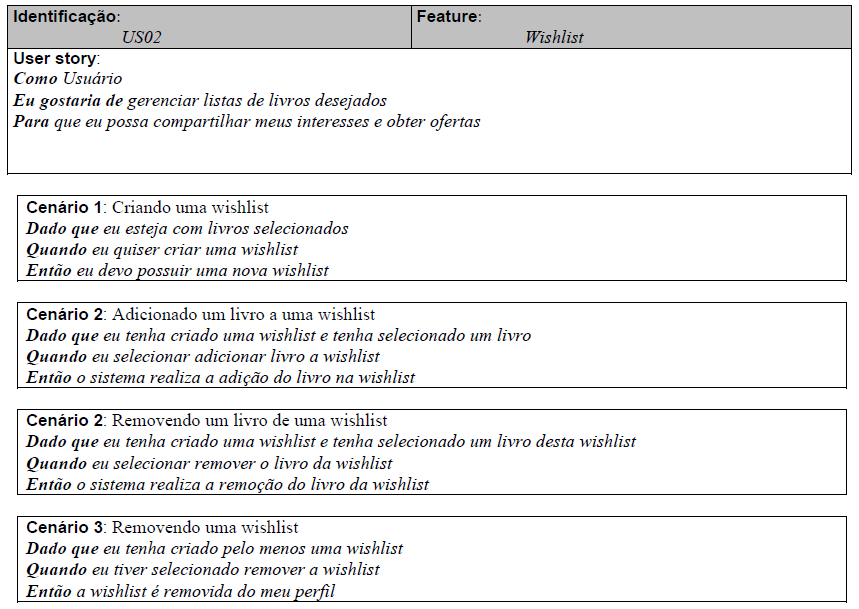 Identificação: Feature:
US02 Wishlist
User story:
Como Usuário
Eu gostaria de gerenciar listas de livros desejados
Para que eu possa compartilhar meus interesses e obter ofertas
Cenário 1: Criando uma wishlist
Dado que eu esteja com livros selecionados
Quando eu quiser criar uma wishlist
Então eu devo possuir uma nova wishlist
Cenário 2: Adicionado um livro a uma wishlist
Dado que eu tenha criado uma wishlist e tenha selecionado um livro
Quando eu selecionar adicionar livro a wishlist
Então o sistema realiza a adição do livro na wishlist
Cenário 2: Removendo um livro de uma wishlist
Dado que eu tenha criado uma wishlist e tenha selecionado um livro desta wishlist
Quando eu selecionar remover o livro da wishlist
Então o sistema realiza a remoção do livro da wishlist
Cenário 3: Removendo uma wishlist
Dado que eu tenha criado pelo menos uma wishlist
Quando eu tiver selecionado remover a wishlist
Então a wishlist é removida do meu perfil